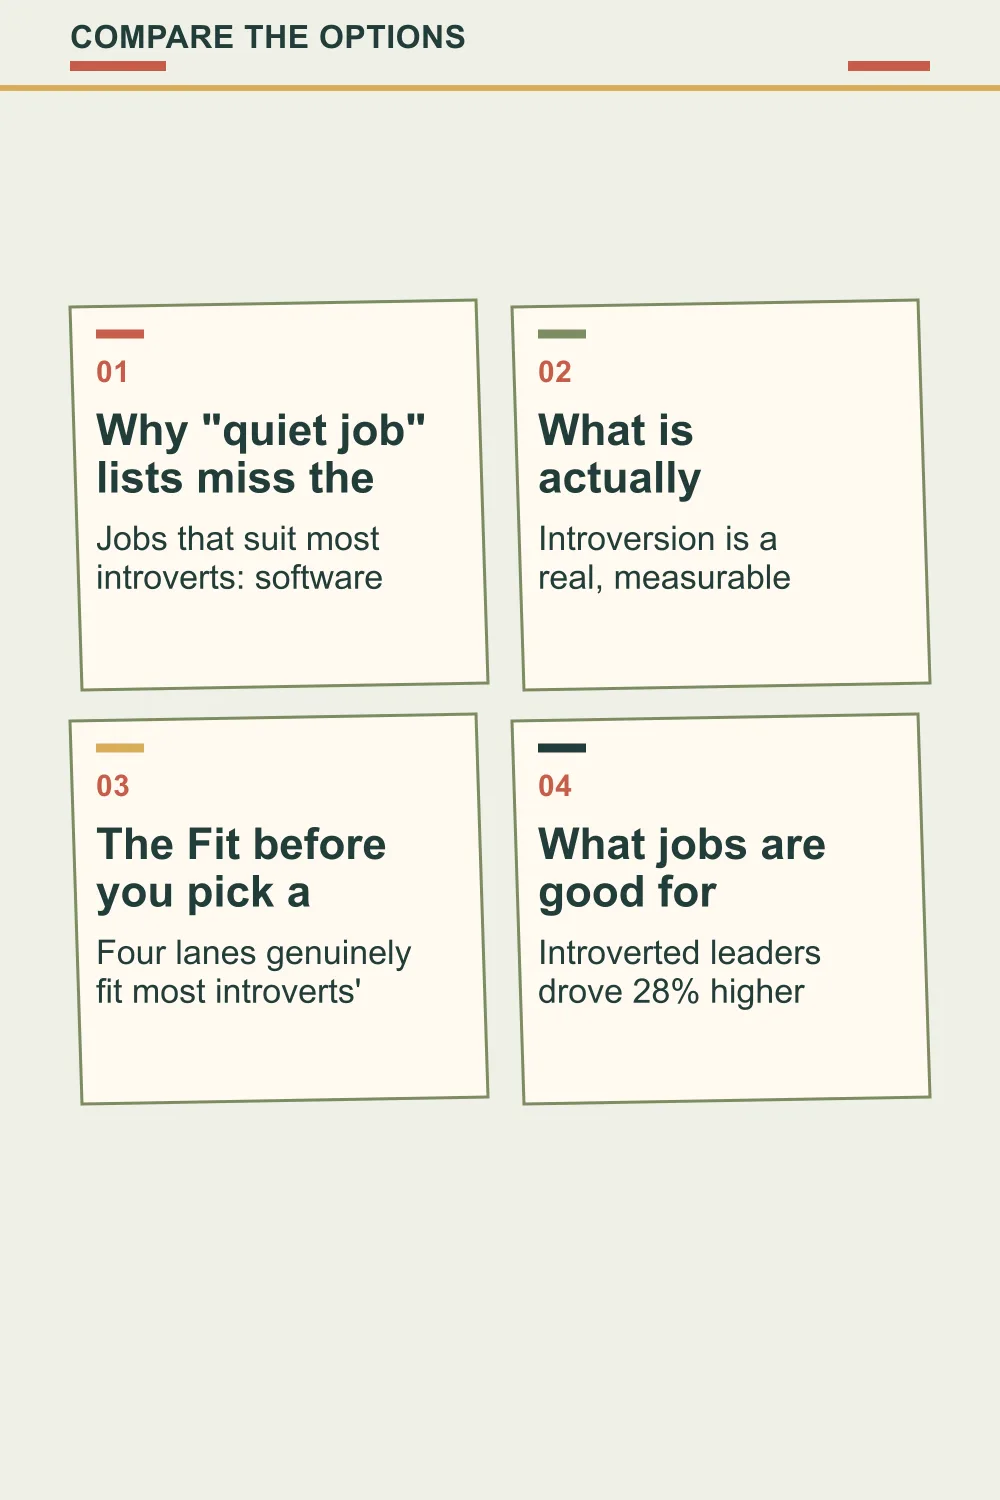 COMPARE THE OPTIONS
01
Why "quiet job"
lists miss the
Jobs that suit most
introverts: software
02
What is
actually
Introversion is a
real, measurable
03
The Fit before
you pick a
Four lanes genuinely
fit most introverts'
04
What jobs are
good for
Introverted leaders
drove 28% higher